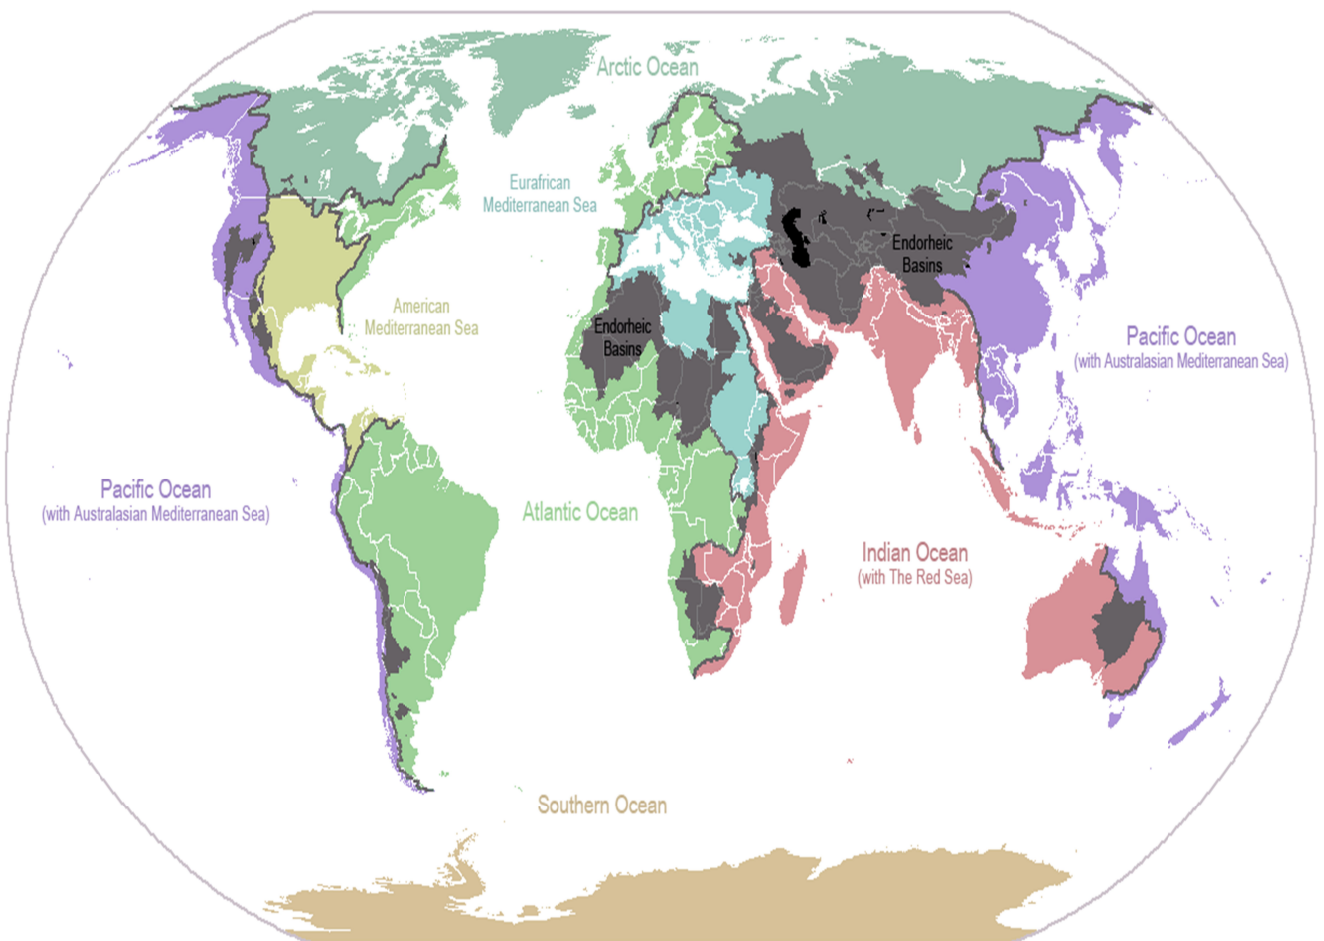 Arctic Ocean
Eurafrican
Mediterranean Sea
Endorheic
Basins
American
Mediterranean Sea
Endorheic
Basins
Pacific Ocean
(with Australasian Mediterranean Sea)
Pacific Ocean
(with Australasian Mediterranean Sea)
Atlantic Ocean
Indian Ocean
(with The Red Sea)
Southern Ocean